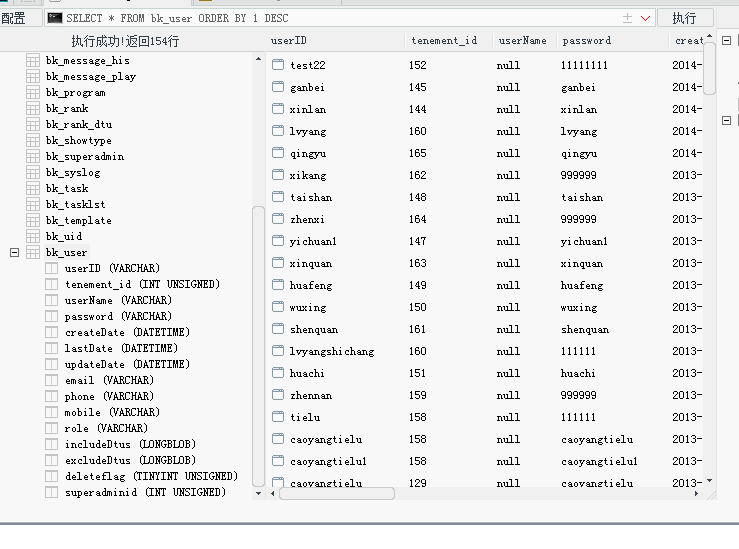 配置 SELECT * FROM bk_user ORDER BY 1 DESC 执行
执行成功!返回154行
bk_message_his
bk_message_play
bk_program
bk_rank
bk_rank_dtu
bk_showtype
bk_superadmin
bk_syslog
bk_task
bk_tasklst
bk_template
bk_uid
bk_user
userID (VARCHAR)
tenement_id (INT UNSIGNED)
userName (VARCHAR)
password (VARCHAR)
createDate (DATETIME)
lastDate (DATETIME)
updateDate (DATETIME)
email (VARCHAR)
phone (VARCHAR)
mobile (VARCHAR)
role (VARCHAR)
includeDtus (LONGBLOB)
excludeDtus (LONGBLOB)
deleteflag (TINYINT UNSIGNED)
superadminid (INT UNSIGNED)
userID tenement_id userName password creat
test22 152 null 11111111 2014-
ganbei 145 null ganbei 2014-
xinlan 144 null xinlan 2014-
lvyang 160 null lvyang 2014-
qingyu 165 null qingyu 2014-
xikang 162 null 999999 2013-
taishan 148 null taishan 2013-
zhenxi 164 null 999999 2013-
yichuan1 147 null yichuan1 2013-
xinquan 163 null xinquan 2013-
huafeng 149 null huafeng 2013-
wuxing 150 null wuxing 2013-
shenquan 161 null shenquan 2013-
lvyangshichang 160 null 111111 2013-
huachi 151 null huachi 2013-
zhennan 159 null 999999 2013-
tielu 158 null 111111 2013-
caoyangtielu 158 null caoyangtielu 2013-
caoyangtielu1 158 null caoyangtielu1 2013-
caoyangtielu 129 null caoyangtielu 2013-